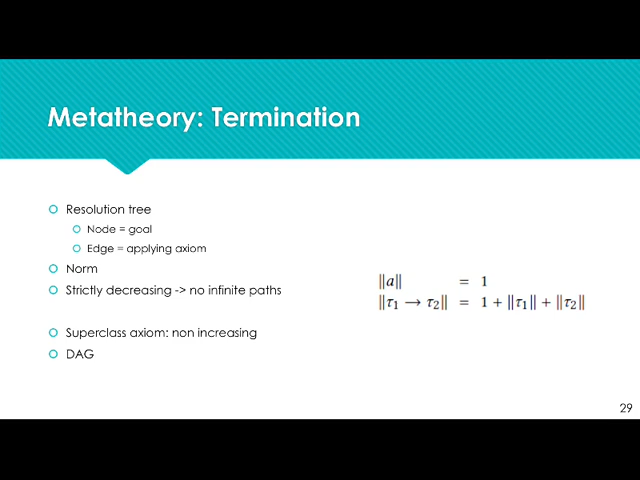 Metatheory: Termination
Resolution tree
Node = goal
Edge = applying axiom
Norm
Strictly decreasing -> no infinite paths
Superclass axiom: non increasing
DAG
‖a‖ = 1
‖τ₁ → τ₂‖ = 1 + ‖τ₁‖ + ‖τ₂‖
29